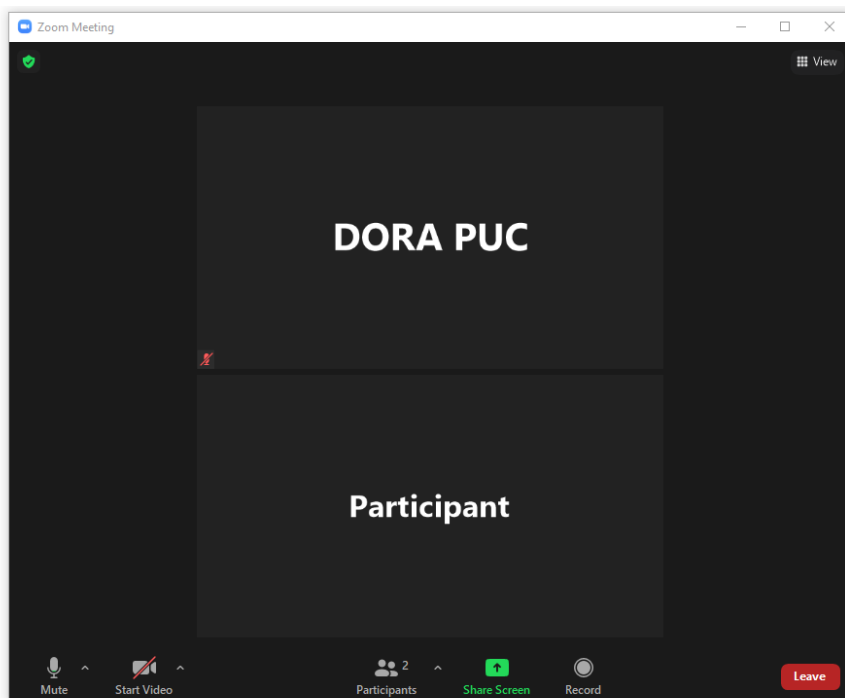 Zoom Meeting
View
DORA PUC
Participant
Mute
Start Video
Participants
2
Share Screen
Record
Leave